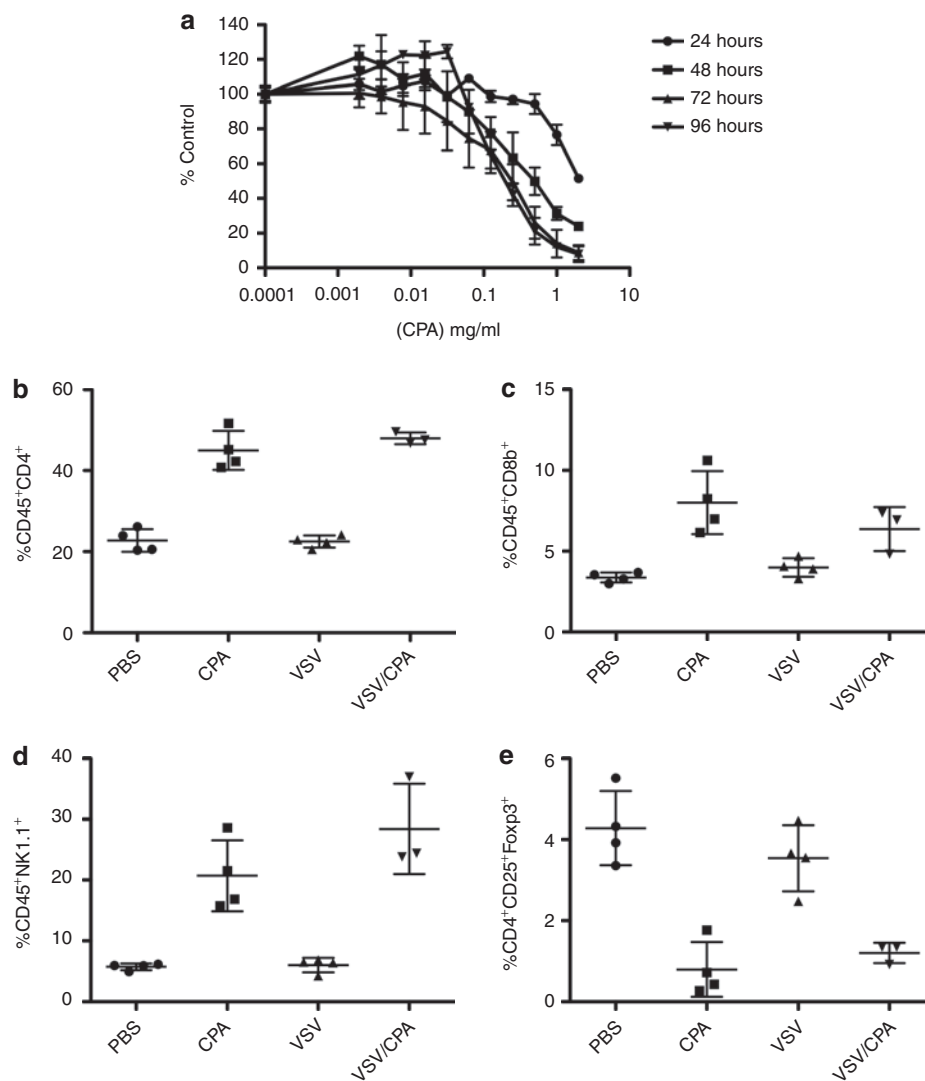 a
140
120
100
80
60
40
20
0
% Control
0.0001 0.001 0.01 0.1 1 10
(CPA) mg/ml
24 hours
48 hours
72 hours
96 hours
b
60
40
20
0
%CD45⁺CD4⁺
PBS CPA VSV VSV/CPA
c
15
10
5
0
%CD45⁺CD8b⁺
PBS CPA VSV VSV/CPA
d
40
30
20
10
0
%CD45⁺NK1.1⁺
PBS CPA VSV VSV/CPA
e
6
4
2
0
%CD4⁺CD25⁺Foxp3⁺
PBS CPA VSV VSV/CPA